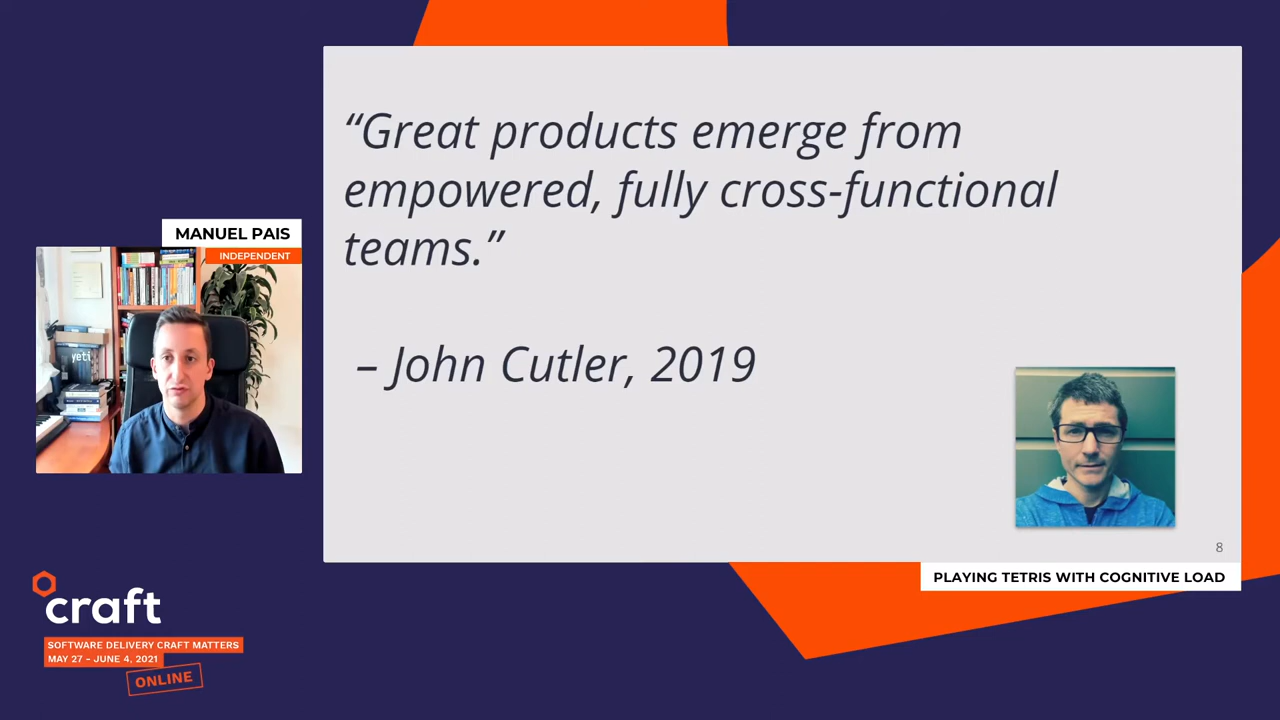 “Great products emerge from
empowered, fully cross-functional
teams.”
– John Cutler, 2019
8
PLAYING TETRIS WITH COGNITIVE LOAD
MANUEL PAIS
INDEPENDENT
yeti
craft
SOFTWARE DELIVERY CRAFT MATTERS
MAY 27 - JUNE 4, 2021
ONLINE